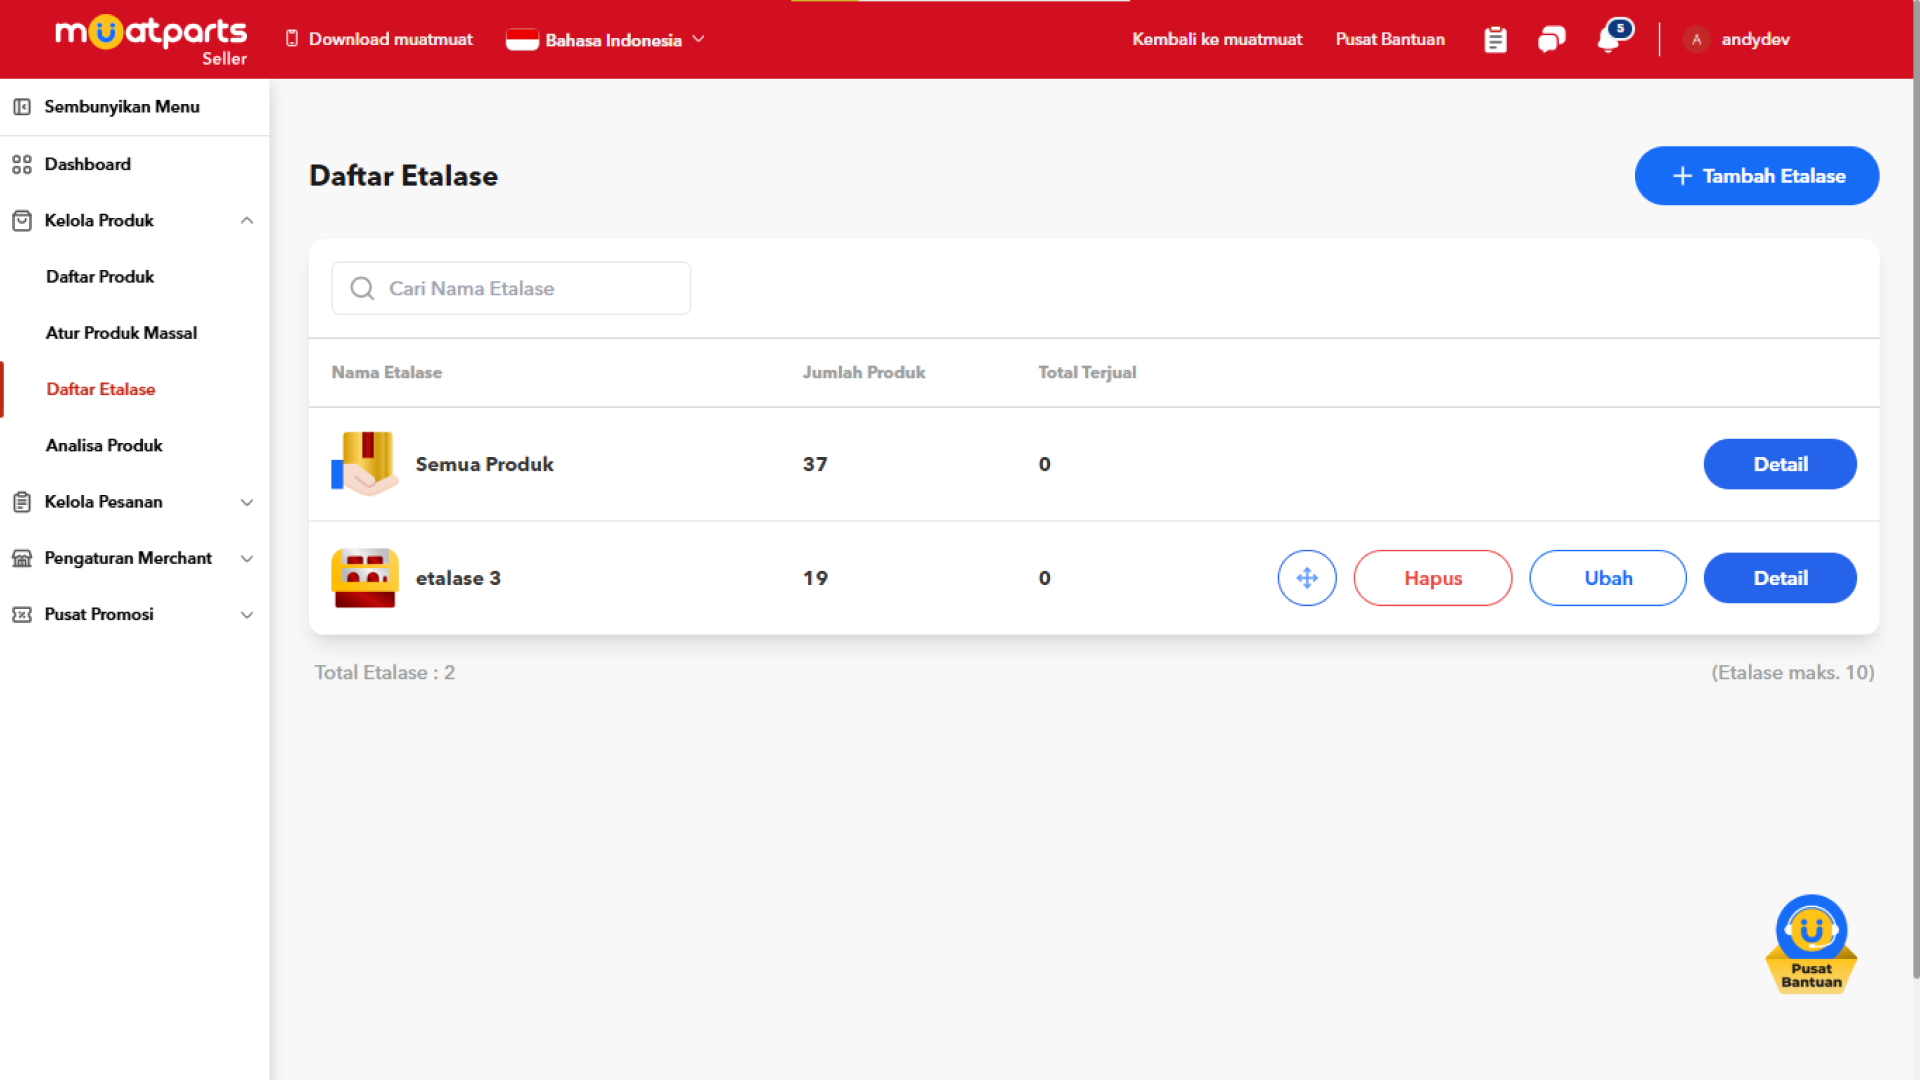 muatparts
Seller
Download muatmuat
Bahasa Indonesia
Kembali ke muatmuat
Pusat Bantuan
5
A
andydev
Sembunyikan Menu
Dashboard
Kelola Produk
Daftar Produk
Atur Produk Massal
Daftar Etalase
Analisa Produk
Kelola Pesanan
Pengaturan Merchant
Pusat Promosi
Daftar Etalase
+ Tambah Etalase
Cari Nama Etalase
Nama Etalase Jumlah Produk Total Terjual
Semua Produk 37 0 Detail
etalase 3 19 0 Hapus Ubah Detail
Total Etalase : 2
(Etalase maks. 10)
Pusat
Bantuan